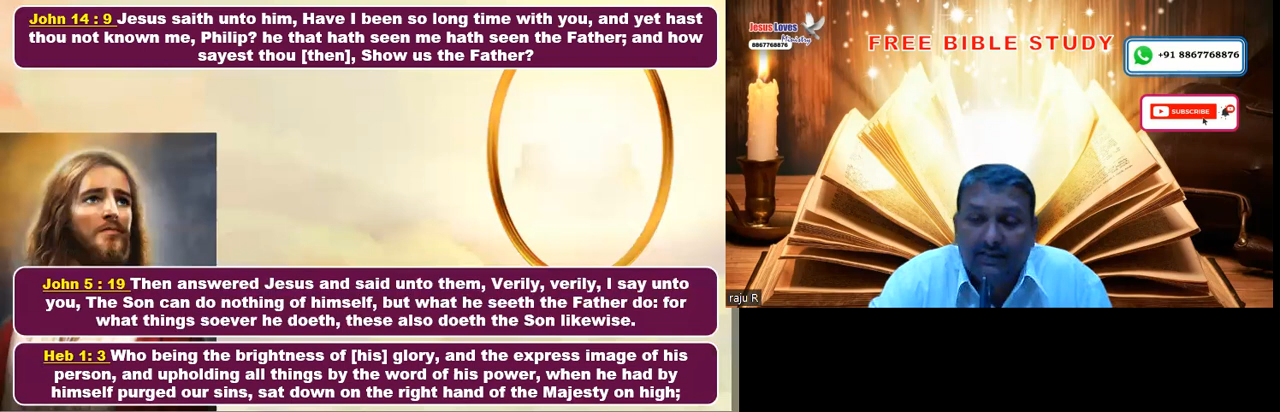 John 14 : 9 Jesus saith unto him, Have I been so long time with you, and yet hast
thou not known me, Philip? he that hath seen me hath seen the Father; and how
sayest thou [then], Show us the Father?
John 5 : 19 Then answered Jesus and said unto them, Verily, verily, I say unto
you, The Son can do nothing of himself, but what he seeth the Father do: for
what things soever he doeth, these also doeth the Son likewise.
Heb 1: 3 Who being the brightness of [his] glory, and the express image of his
person, and upholding all things by the word of his power, when he had by
himself purged our sins, sat down on the right hand of the Majesty on high;
Jesus Loves
Ministry
8867768876
FREE BIBLE STUDY
+91 8867768876
SUBSCRIBE
raju R